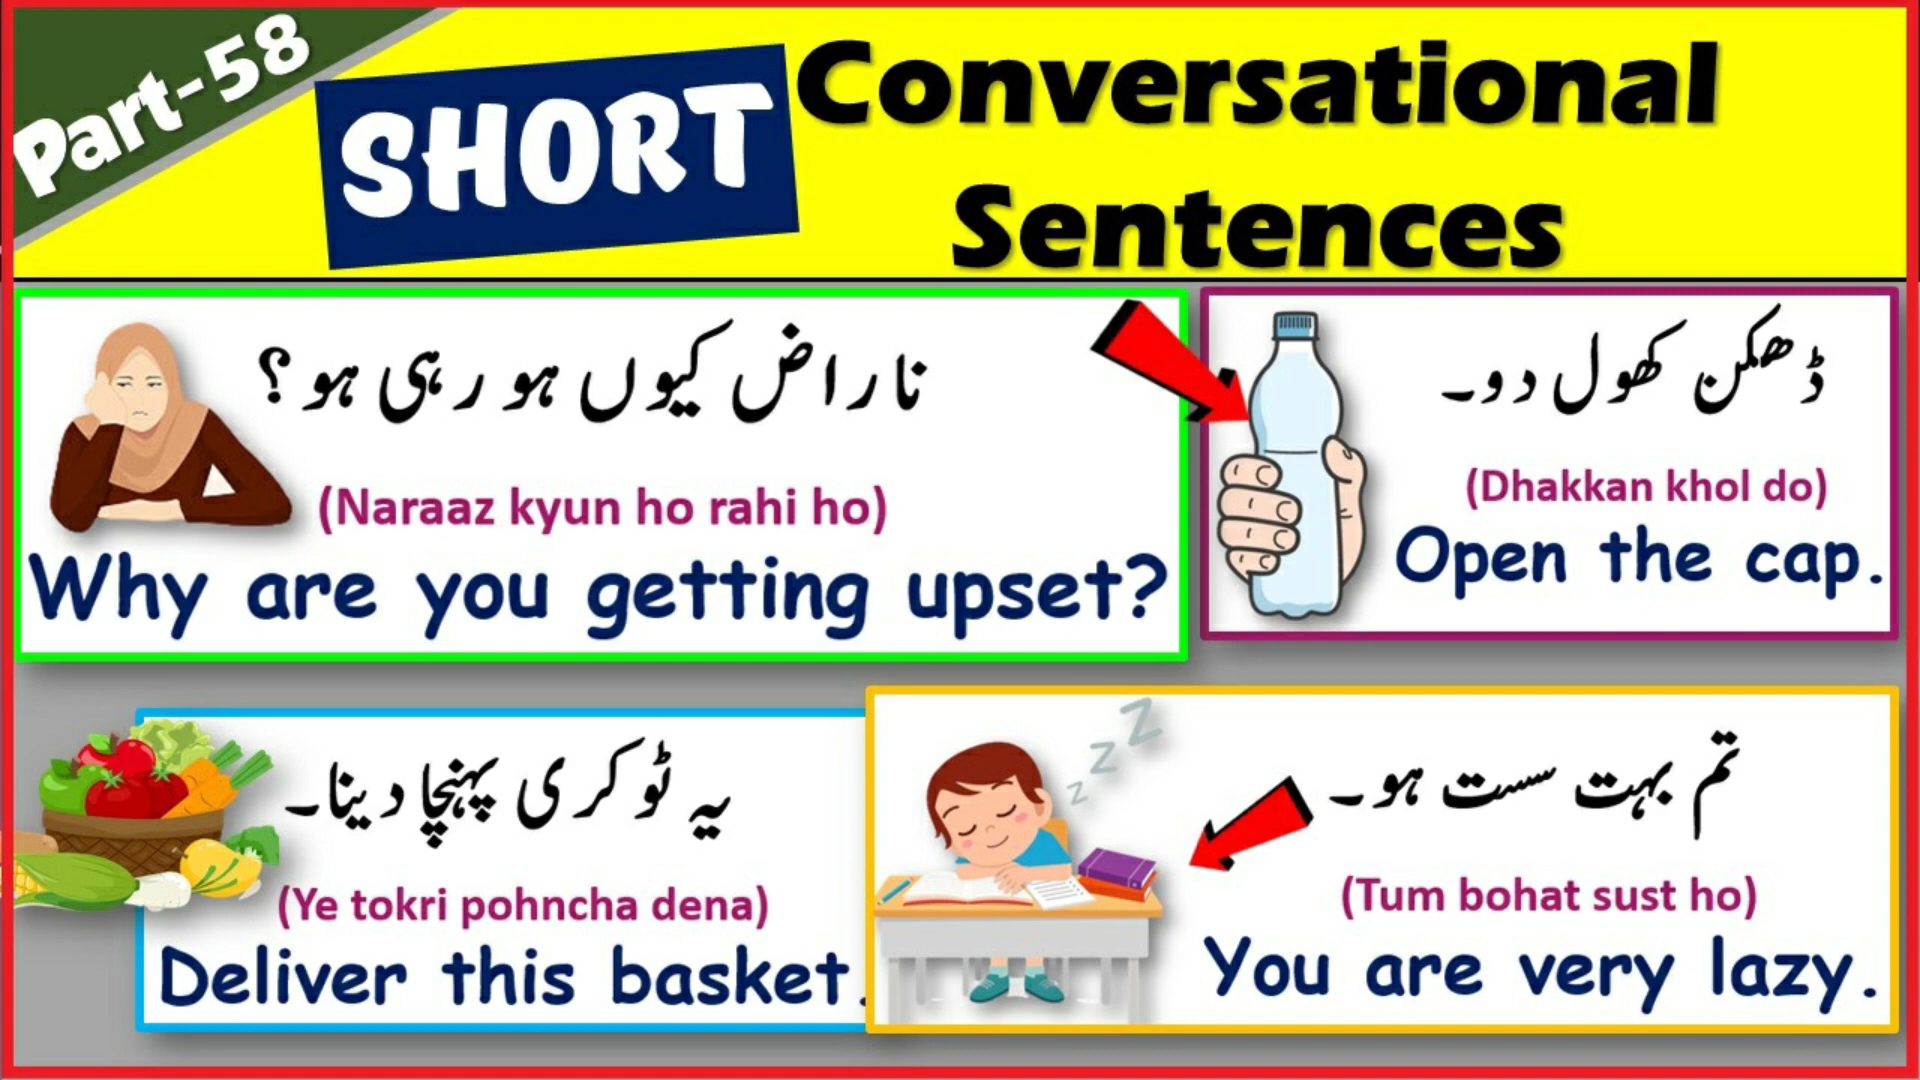 Part-58
SHORT
Conversational
Sentences
ناراض کیوں ہو رہی ہو؟
(Naraaz kyun ho rahi ho)
Why are you getting upset?
ڈھکن کھول دو۔
(Dhakkan khol do)
Open the cap.
یہ ٹوکری پہنچا دینا۔
(Ye tokri pohncha dena)
Deliver this basket.
Z Z Z
تم بہت سست ہو۔
(Tum bohat sust ho)
You are very lazy.